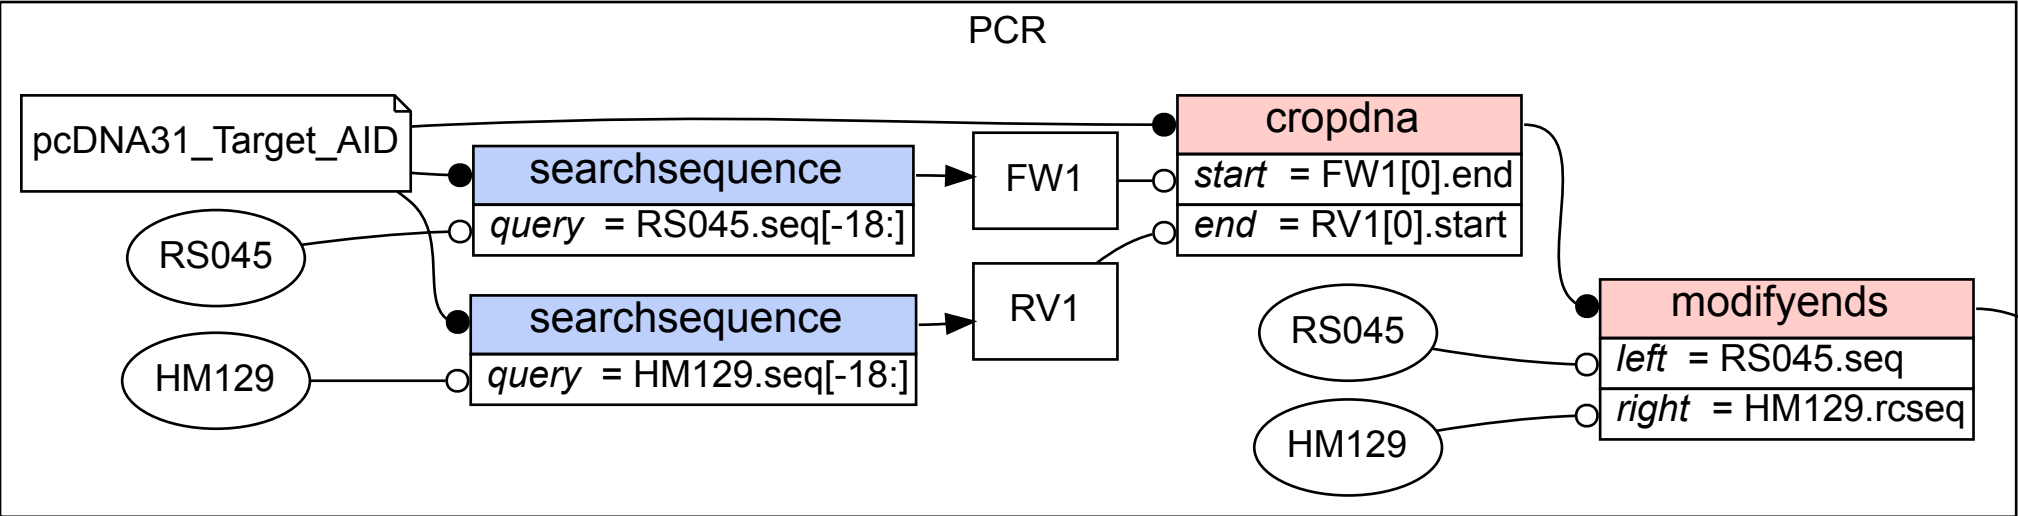 PCR
pcDNA31_Target_AID
searchsequence
query = RS045.seq[-18:]
RS045
searchsequence
query = HM129.seq[-18:]
HM129
FW1
RV1
cropdna
start = FW1[0].end
end = RV1[0].start
RS045
HM129
modifyends
left = RS045.seq
right = HM129.rcseq